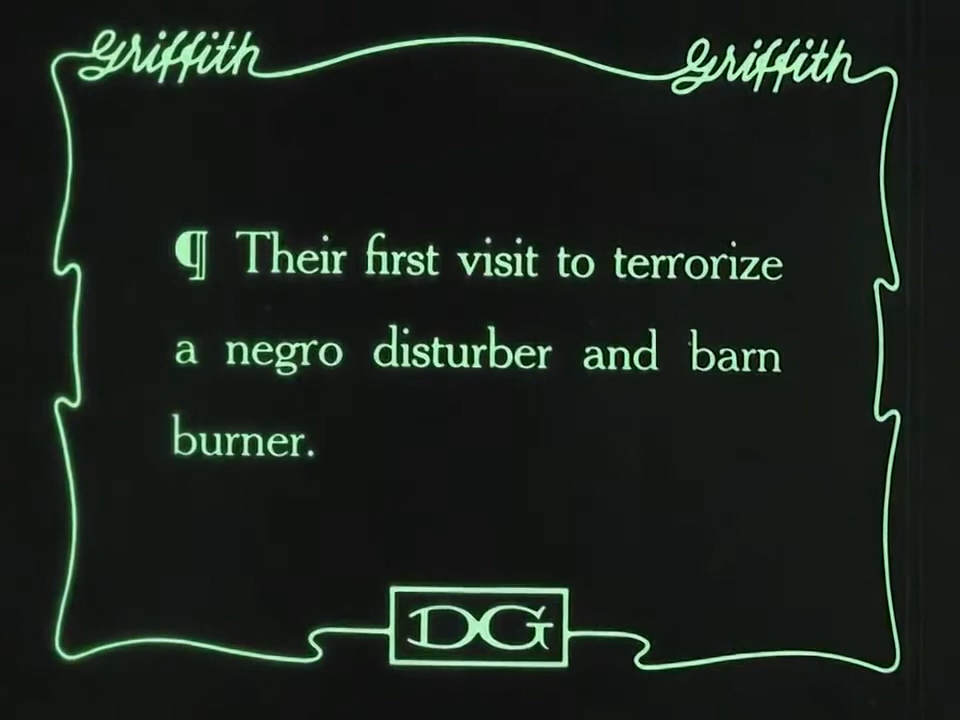 Griffith Griffith
¶ Their first visit to terrorize
a negro disturber and barn
burner.
DG